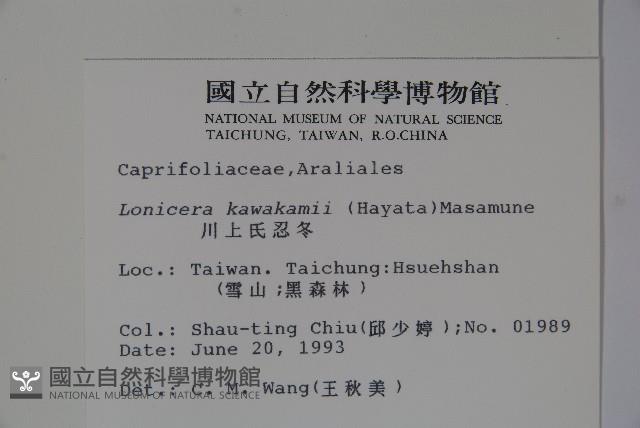 國立自然科學博物館
NATIONAL MUSEUM OF NATURAL SCIENCE
TAICHUNG, TAIWAN, R.O.CHINA
Caprifoliaceae,Araliales
Lonicera kawakamii (Hayata)Masamune
川上氏忍冬
Loc.: Taiwan. Taichung:Hsuehshan
(雪山;黑森林)
Col.: Shau-ting Chiu(邱少婷);No. 01989
Date: June 20, 1993
Det.: C. M. Wang(王秋美)
國立自然科學博物館
NATIONAL MUSEUM OF NATURAL SCIENCE